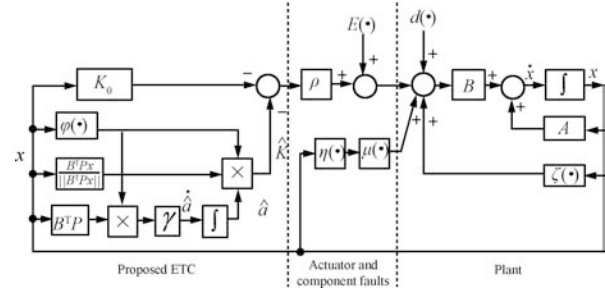 E(•)
d(•)
K₀
−
ρ
+
+
+
B
+
ẋ
∫
x
φ(•)
−
+
+
+
+
A
x
BᵀPx
||BᵀPx||
×
K̂
η(•)
μ(•)
ζ(•)
BᵀP
×
γ
â̇
∫
â
Proposed ETC
Actuator and
component faults
Plant